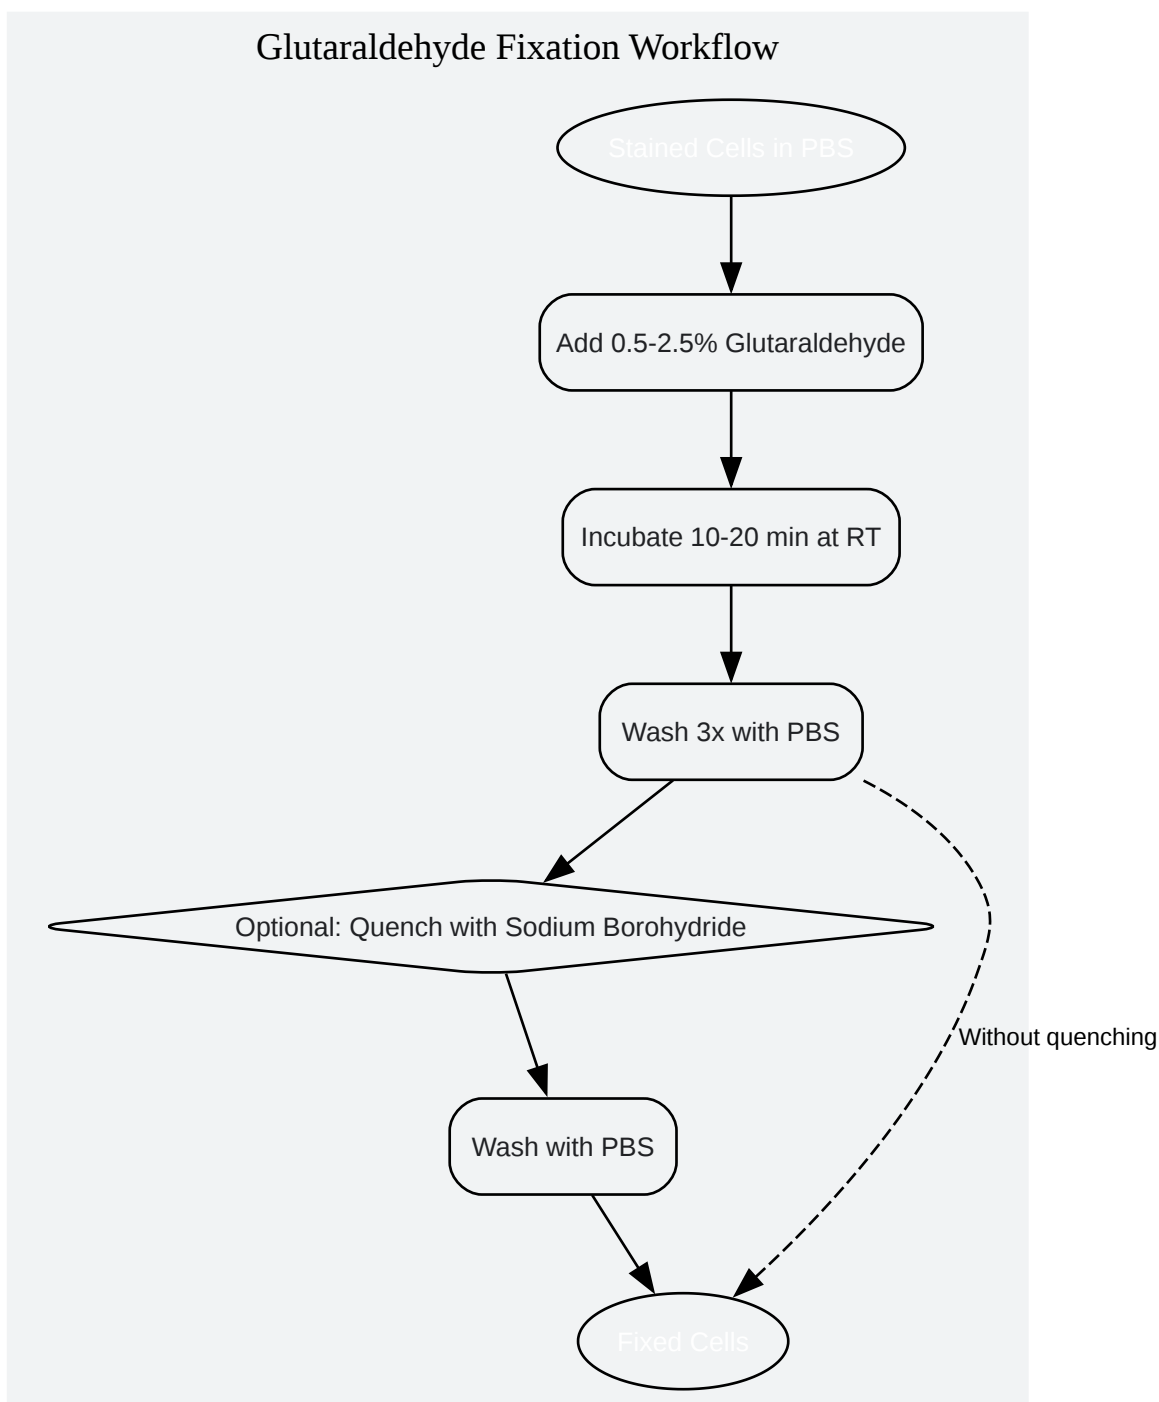 Glutaraldehyde Fixation Workflow
Stained Cells in PBS
Add 0.5-2.5% Glutaraldehyde
Incubate 10-20 min at RT
Wash 3x with PBS
Optional: Quench with Sodium Borohydride
Without quenching
Wash with PBS
Fixed Cells